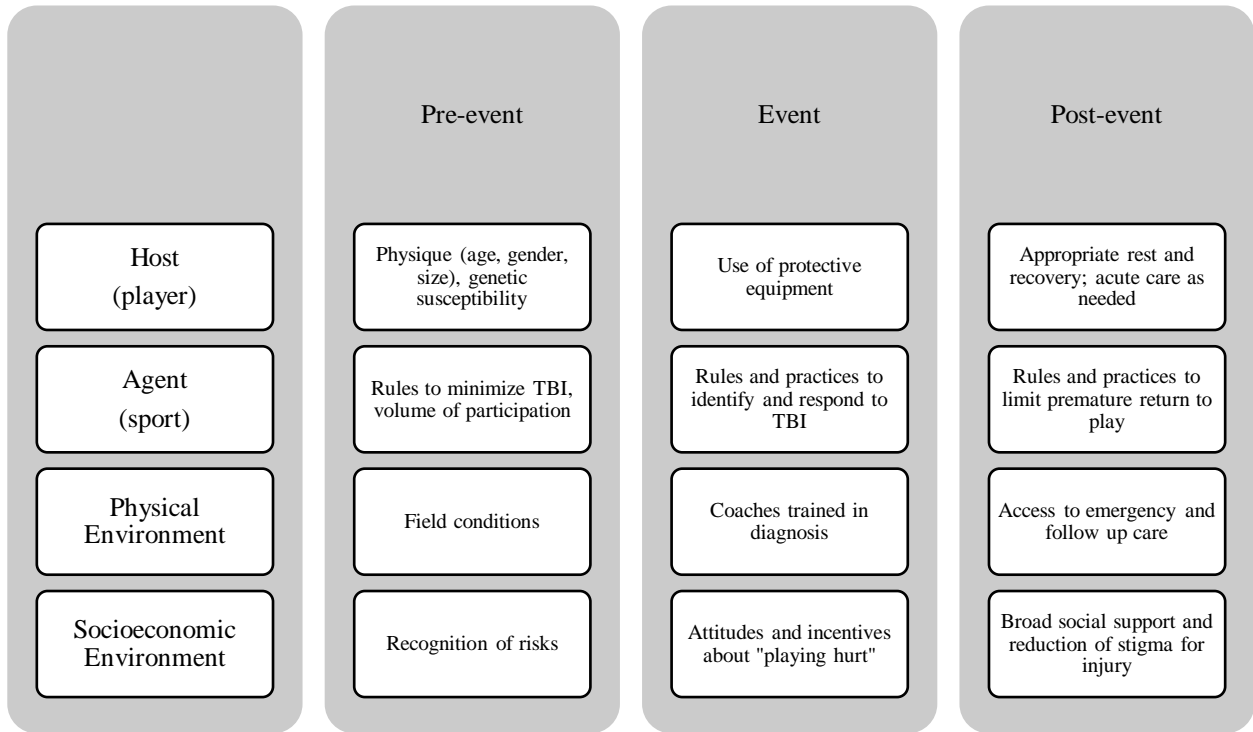 Pre-event
Event
Post-event
Host
(player)
Physique (age, gender,
size), genetic
susceptibility
Use of protective
equipment
Appropriate rest and
recovery; acute care as
needed
Agent
(sport)
Rules to minimize TBI,
volume of participation
Rules and practices to
identify and respond to
TBI
Rules and practices to
limit premature return to
play
Physical
Environment
Field conditions
Coaches trained in
diagnosis
Access to emergency and
follow up care
Socioeconomic
Environment
Recognition of risks
Attitudes and incentives
about "playing hurt"
Broad social support and
reduction of stigma for
injury